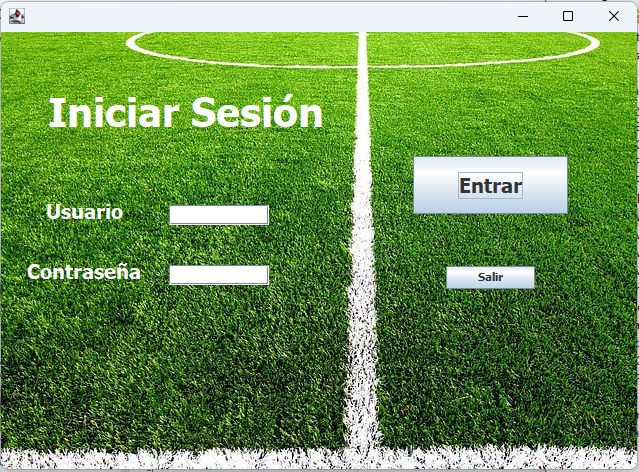 Iniciar Sesión
Usuario
Contraseña
Entrar
Salir